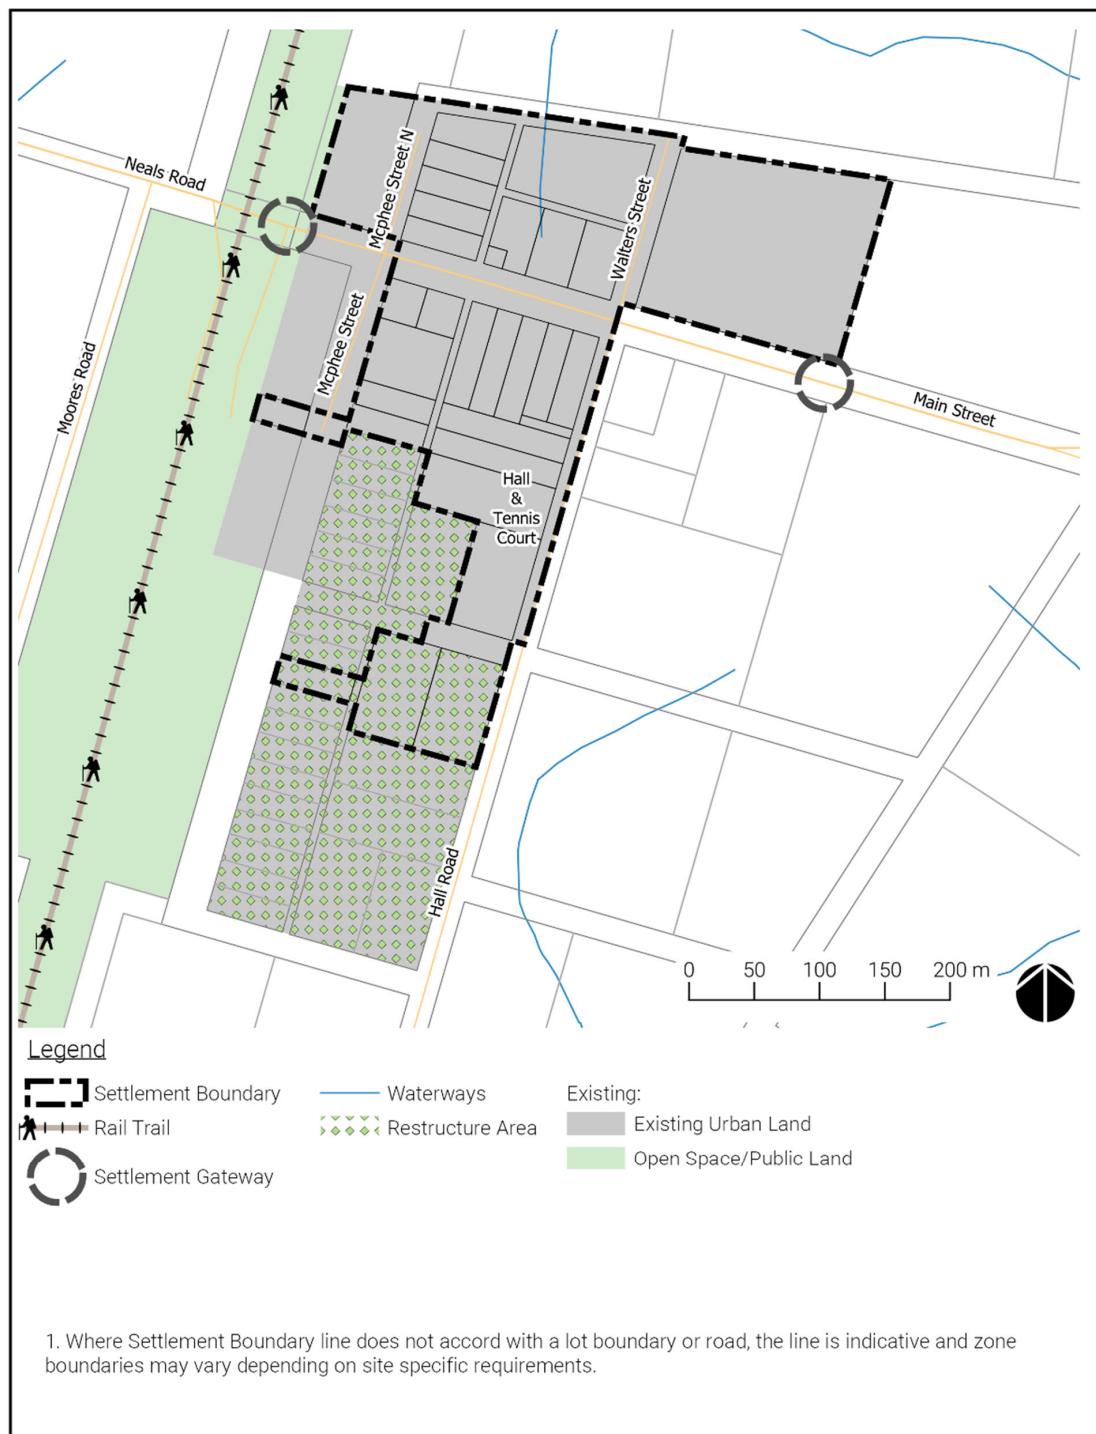 Neals Road
Mcphee Street N
Walters Street
Mcphee Street
Moores Road
Main Street
Hall
&
Tennis
Court
Hall Road
0 50 100 150 200 m
Legend
Settlement Boundary
Rail Trail
Settlement Gateway
Waterways
Restructure Area
Existing:
Existing Urban Land
Open Space/Public Land
1. Where Settlement Boundary line does not accord with a lot boundary or road, the line is indicative and zone
boundaries may vary depending on site specific requirements.